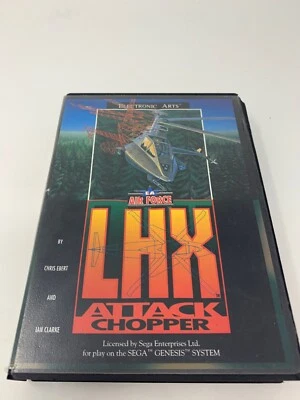 ELECTRONIC ARTS
EA
AIR FORCE
LHX
ATTACK
CHOPPER
BY
CHRIS EBERT
AND
IAN CLARKE
Licensed by Sega Enterprises Ltd.
for play on the SEGA™ GENESIS™ SYSTEM